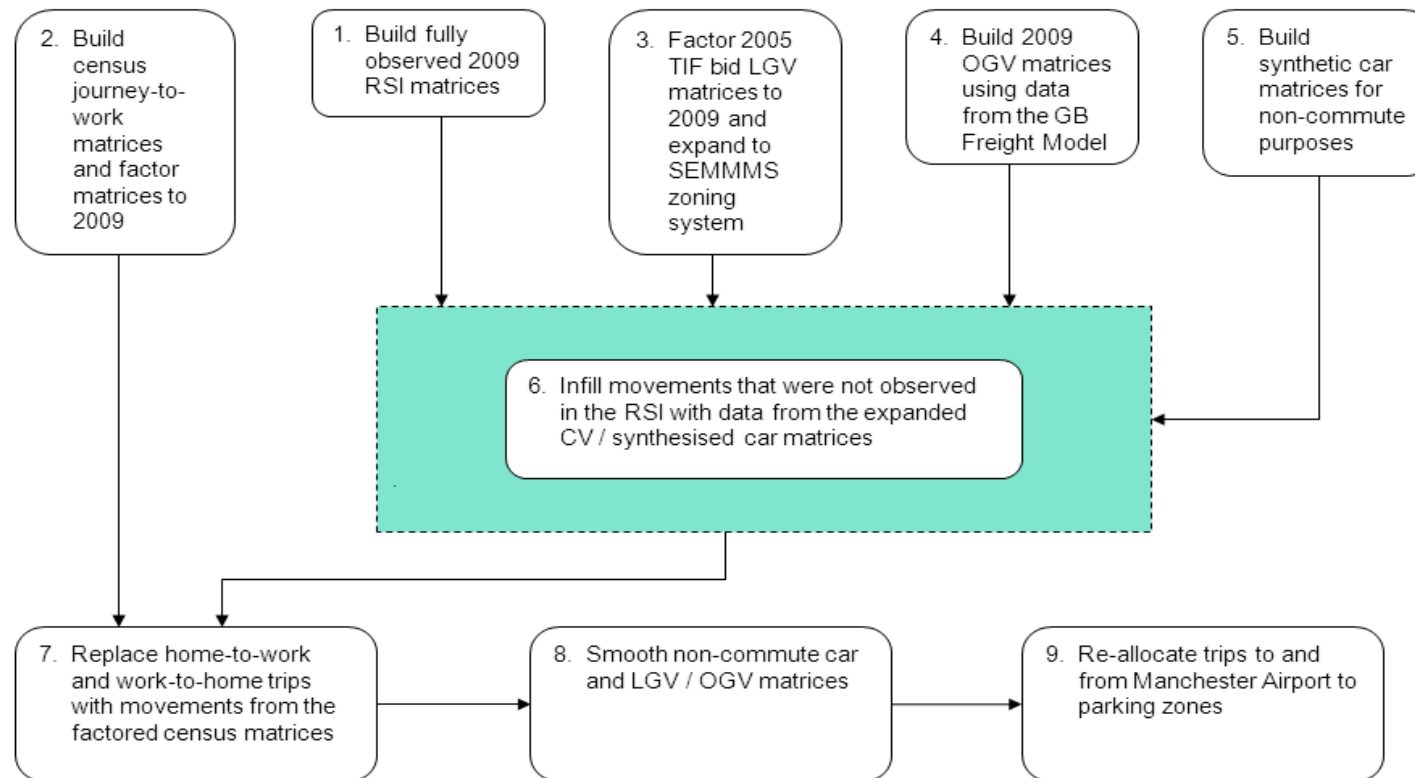 2. Build
census
journey-to-
work
matrices
and factor
matrices to
2009
1. Build fully
observed 2009
RSI matrices
3. Factor 2005
TIF bid LGV
matrices to
2009 and
expand to
SEMMMS
zoning
system
4. Build 2009
OGV matrices
using data
from the GB
Freight Model
5. Build
synthetic car
matrices for
non-commute
purposes
6. Infill movements that were not observed
in the RSI with data from the expanded
CV / synthesised car matrices
7. Replace home-to-work
and work-to-home trips
with movements from the
factored census matrices
8. Smooth non-commute car
and LGV / OGV matrices
9. Re-allocate trips to and
from Manchester Airport to
parking zones